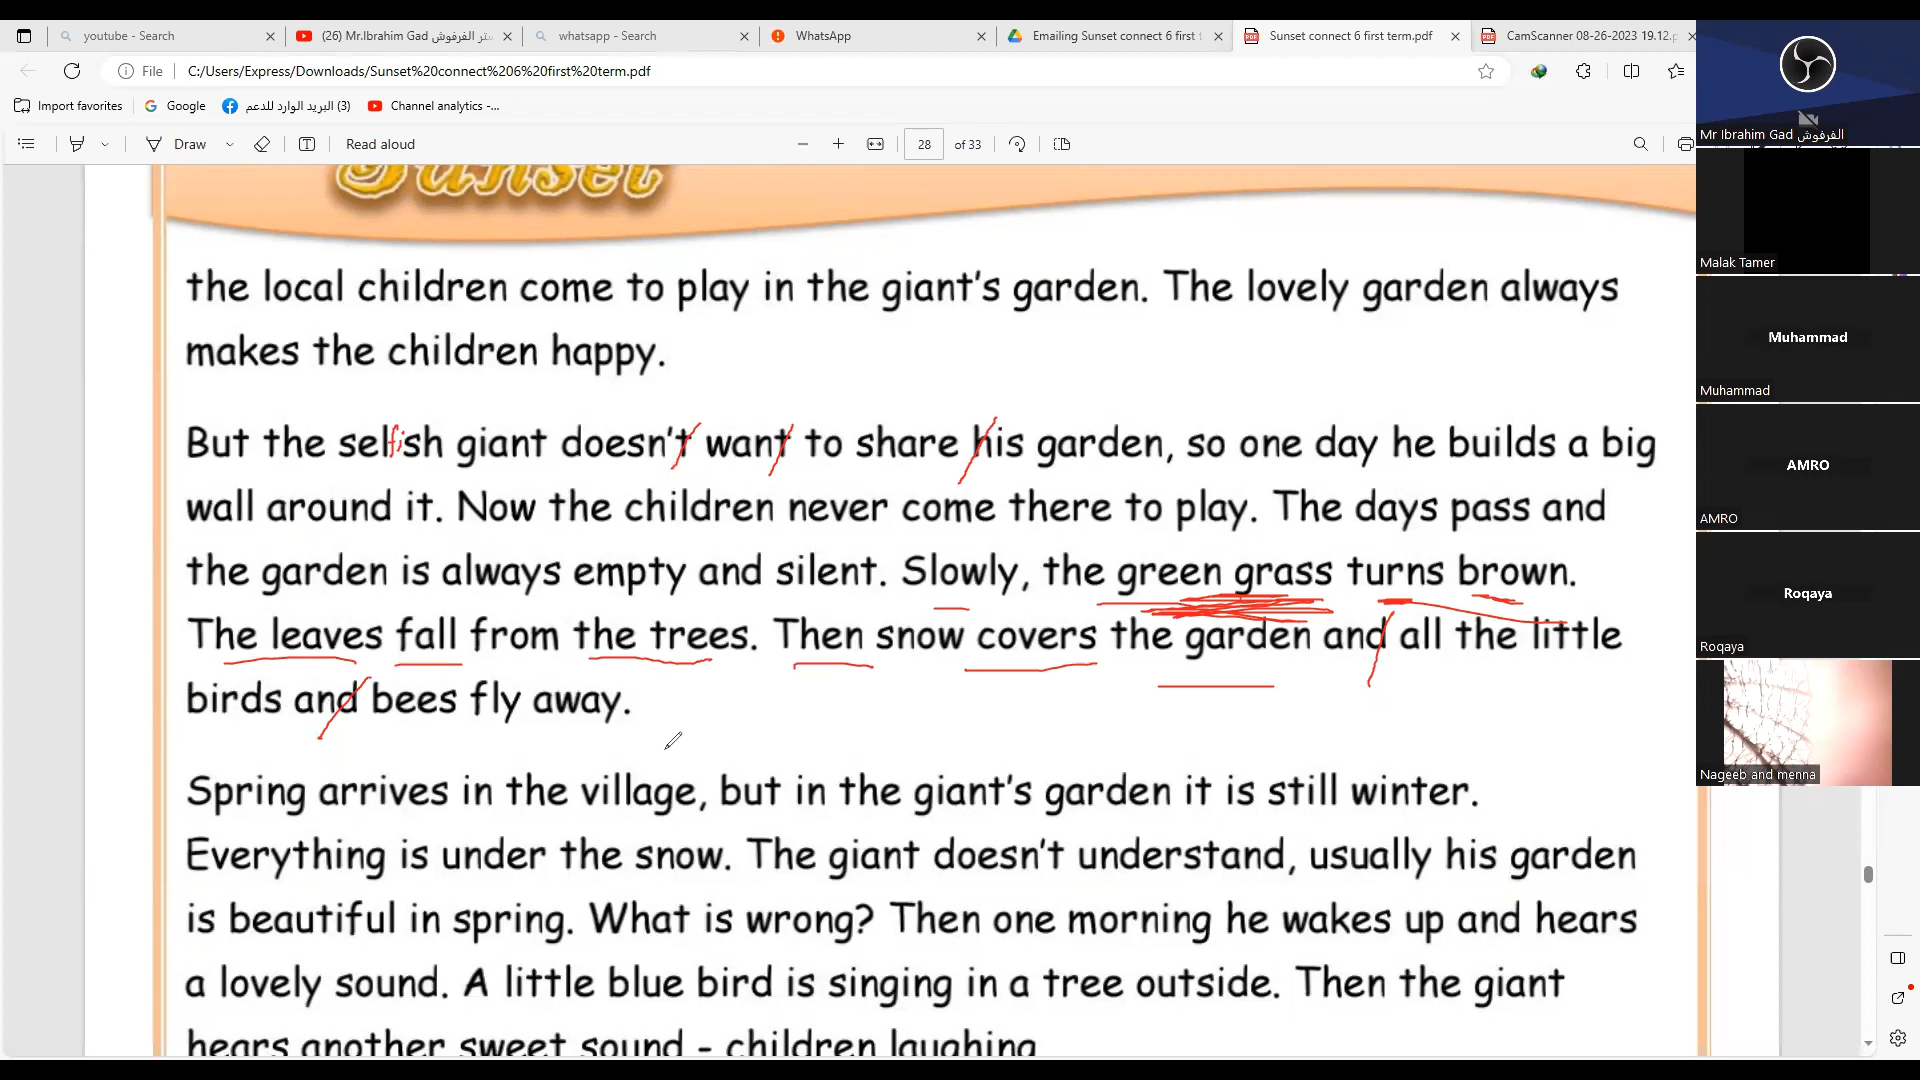 youtube - Search
(26) Mr.Ibrahim Gad مستر الفرفوش
whatsapp - Search
WhatsApp
Emailing Sunset connect 6 first
Sunset connect 6 first term.pdf
CamScanner 08-26-2023 19.12.p
File
C:/Users/Express/Downloads/Sunset%20connect%206%20first%20term.pdf
Import favorites
Google
(3) البريد الوارد للدعم
Channel analytics -...
Draw
Read aloud
28
of 33
Sunset
the local children come to play in the giant's garden. The lovely garden always
makes the children happy.
But the selfish giant doesn't want to share his garden, so one day he builds a big
wall around it. Now the children never come there to play. The days pass and
the garden is always empty and silent. Slowly, the green grass turns brown.
The leaves fall from the trees. Then snow covers the garden and all the little
birds and bees fly away.
Spring arrives in the village, but in the giant's garden it is still winter.
Everything is under the snow. The giant doesn't understand, usually his garden
is beautiful in spring. What is wrong? Then one morning he wakes up and hears
a lovely sound. A little blue bird is singing in a tree outside. Then the giant
hears another sweet sound - children laughing
Mr Ibrahim Gad الفرفوش
Malak Tamer
Muhammad
Muhammad
AMRO
AMRO
Roqaya
Roqaya
Nageeb and menna